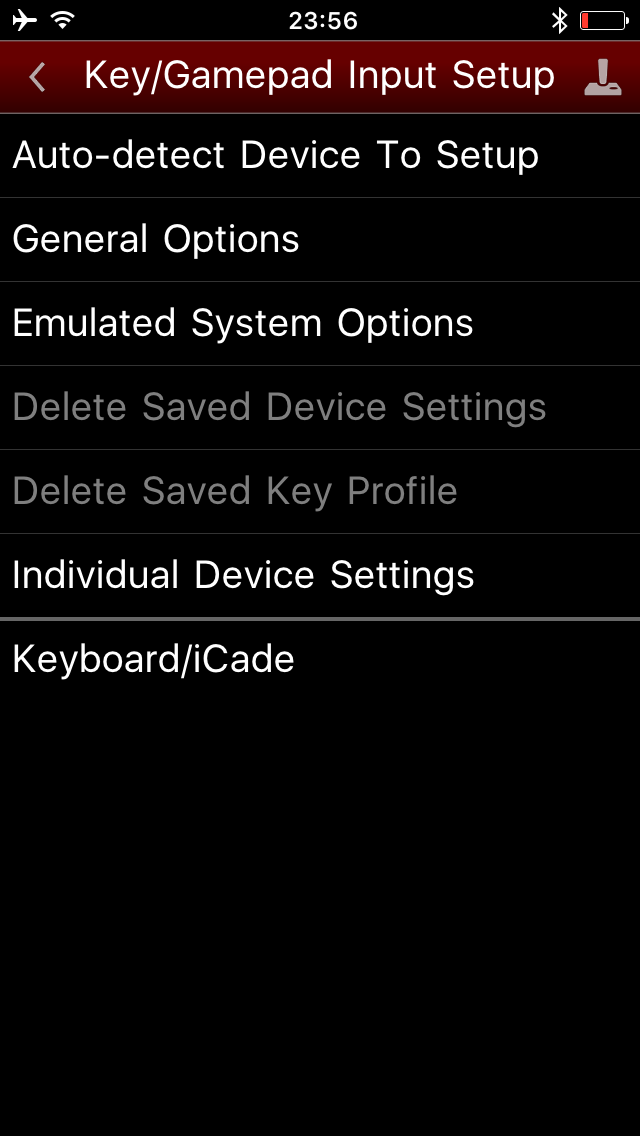 23:56
Key/Gamepad Input Setup
Auto-detect Device To Setup
General Options
Emulated System Options
Delete Saved Device Settings
Delete Saved Key Profile
Individual Device Settings
Keyboard/iCade